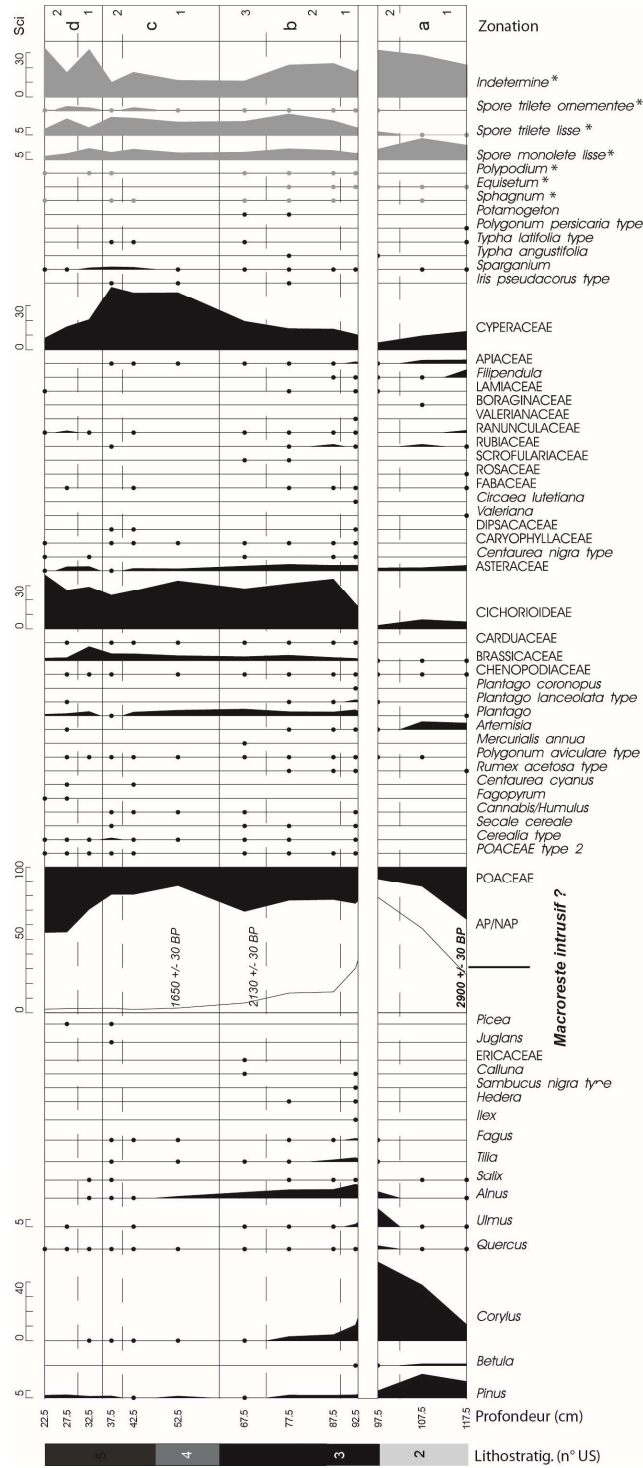 Sci
2
1
2
1
3
2
1
2
1
d
c
b
a
Zonation
30
0
Indetermine *
Spore trilete ornementee *
5
Spore trilete lisse *
5
Spore monolete lisse *
Polypodium *
Equisetum *
Sphagnum *
Potamogeton
Polygonum persicaria type
Typha latifolia type
Typha angustifolia
Sparganium
Iris pseudacorus type
30
0
CYPERACEAE
APIACEAE
Filipendula
LAMIACEAE
BORAGINACEAE
VALERIANACEAE
RANUNCULACEAE
RUBIACEAE
SCROFULARIACEAE
ROSACEAE
FABACEAE
Circaea lutetiana
Valeriana
DIPSACACEAE
CARYOPHYLLACEAE
Centaurea nigra type
ASTERACEAE
30
0
CICHORIOIDEAE
CARDUACEAE
BRASSICACEAE
CHENOPODIACEAE
Plantago coronopus
Plantago lanceolata type
Plantago
Artemisia
Mercurialis annua
Polygonum aviculare type
Rumex acetosa type
Centaurea cyanus
Fagopyrum
Cannabis/Humulus
Secale cereale
Cerealia type
POACEAE type 2
100
50
0
POACEAE
AP/NAP
1650 +/- 30 BP
2130 +/- 30 BP
2900 +/- 30 BP
Macroreste intrusif ?
Picea
Juglans
ERICACEAE
Calluna
Sambucus nigra type
Hedera
Ilex
Fagus
Tilia
Salix
Alnus
5
Ulmus
Quercus
40
0
Corylus
Betula
5
Pinus
22.5
27.5
32.5
37.5
42.5
52.5
67.5
77.5
87.5
92.5
97.5
107.5
117.5
Profondeur (cm)
5
4
3
2
Lithostratig. (n° US)